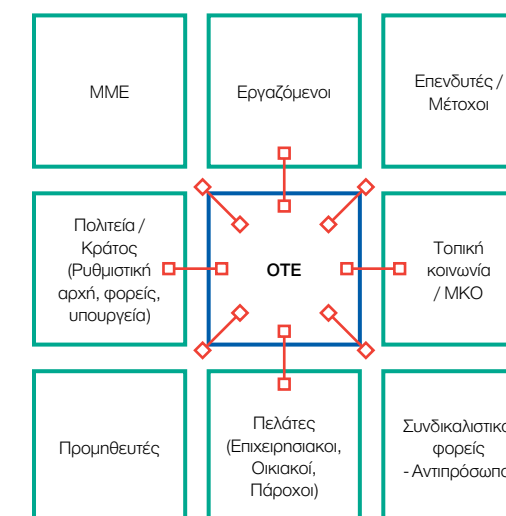 ΜΜΕ
Εργαζόμενοι
Επενδυτές /
Μέτοχοι
Πολιτεία /
Κράτος
(Ρυθμιστική
αρχή, φορείς,
υπουργεία)
ΟΤΕ
Τοπική
κοινωνία
/ ΜΚΟ
Προμηθευτές
Πελάτες
(Επιχειρησιακοι,
Οικιακοί,
Πάροχοι)
φορείς